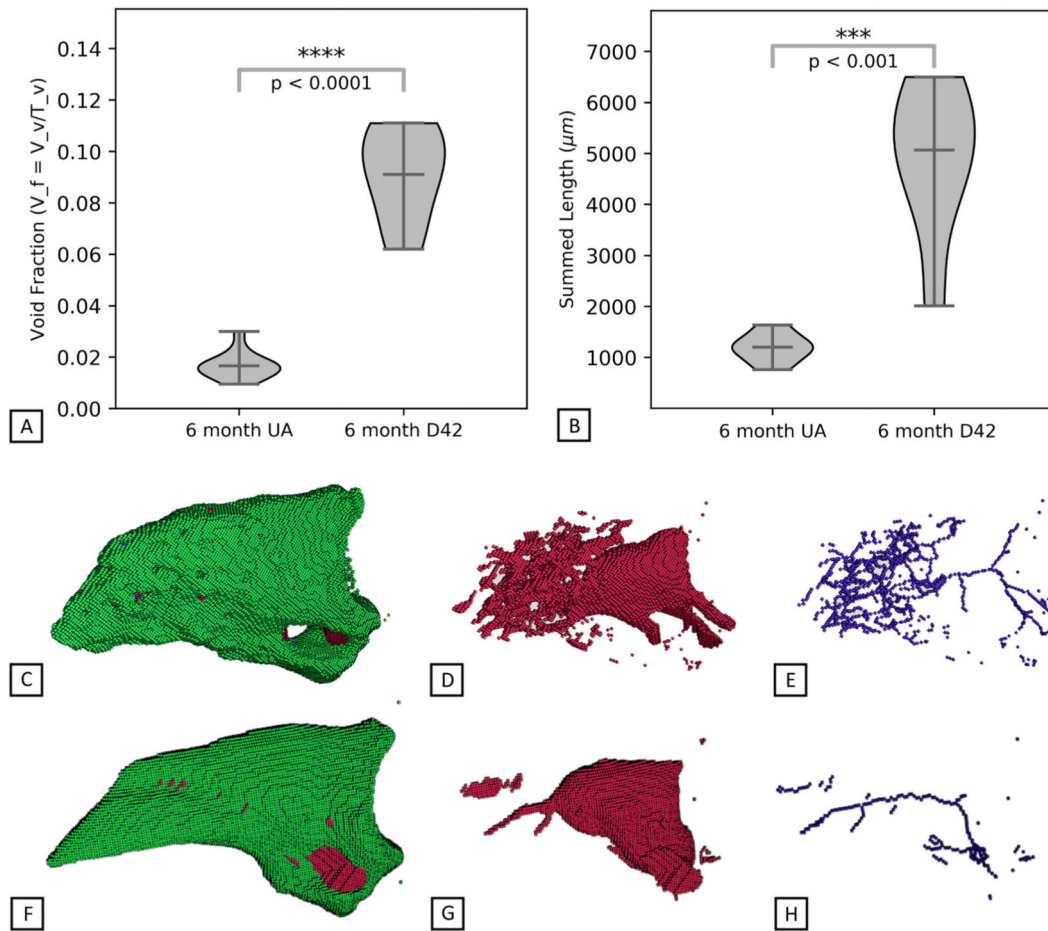 0.14
0.12
0.10
0.08
0.06
0.04
0.02
0.00
Void Fraction (V_f = V_v/T_v)
****
p < 0.0001
6 month UA
6 month D42
A
7000
6000
5000
4000
3000
2000
1000
Summed Length (μm)
***
p < 0.001
6 month UA
6 month D42
B
C
D
E
F
G
H